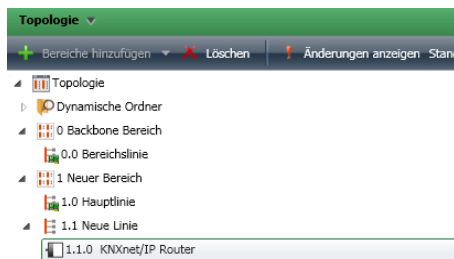 Topologie
Bereiche hinzufügen Löschen Änderungen anzeigen Stan
Topologie
Dynamische Ordner
0 Backbone Bereich
0.0 Bereichslinie
1 Neuer Bereich
1.0 Hauptlinie
1.1 Neue Linie
1.1.0 KNXnet/IP Router